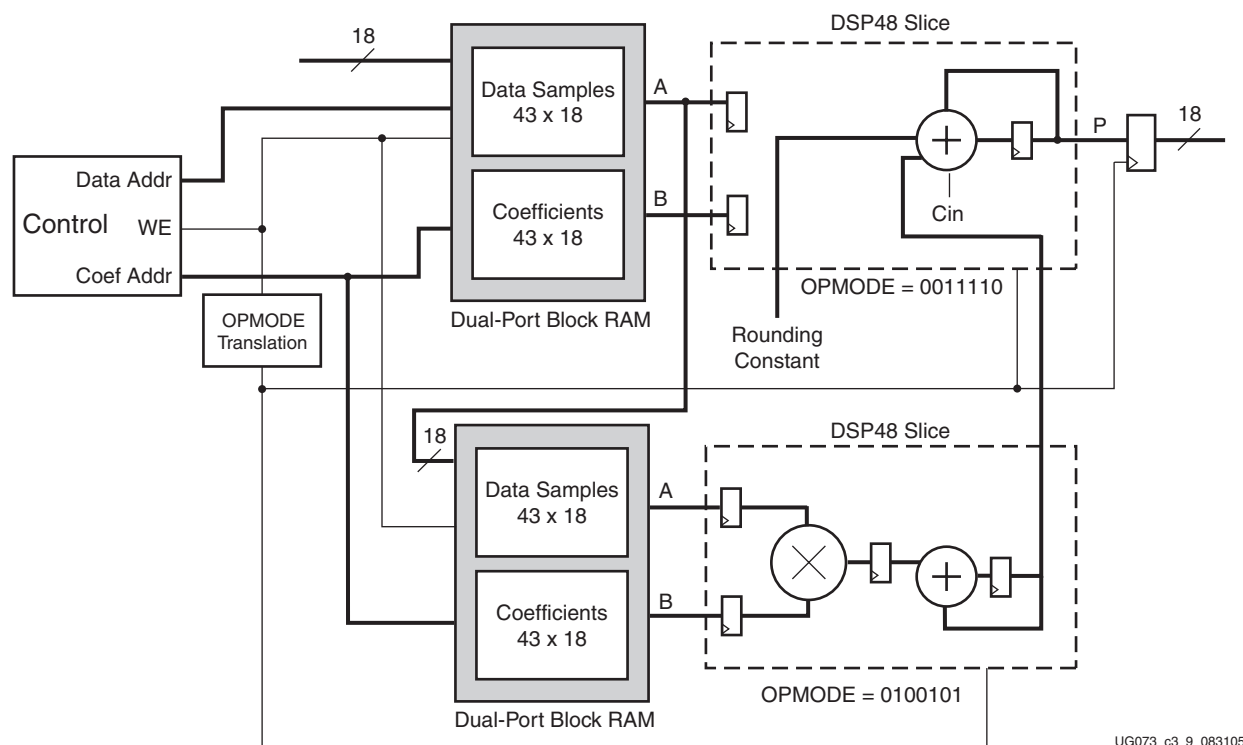 DSP48 Slice
18
Data Samples
43 x 18
A
18
P
Data Addr
Control
WE
Coef Addr
Coefficients
43 x 18
B
Cin
OPMODE = 0011110
Dual-Port Block RAM
OPMODE
Translation
Rounding
Constant
DSP48 Slice
18
Data Samples
43 x 18
A
Coefficients
43 x 18
B
OPMODE = 0100101
Dual-Port Block RAM
UG073_c3_9_083105